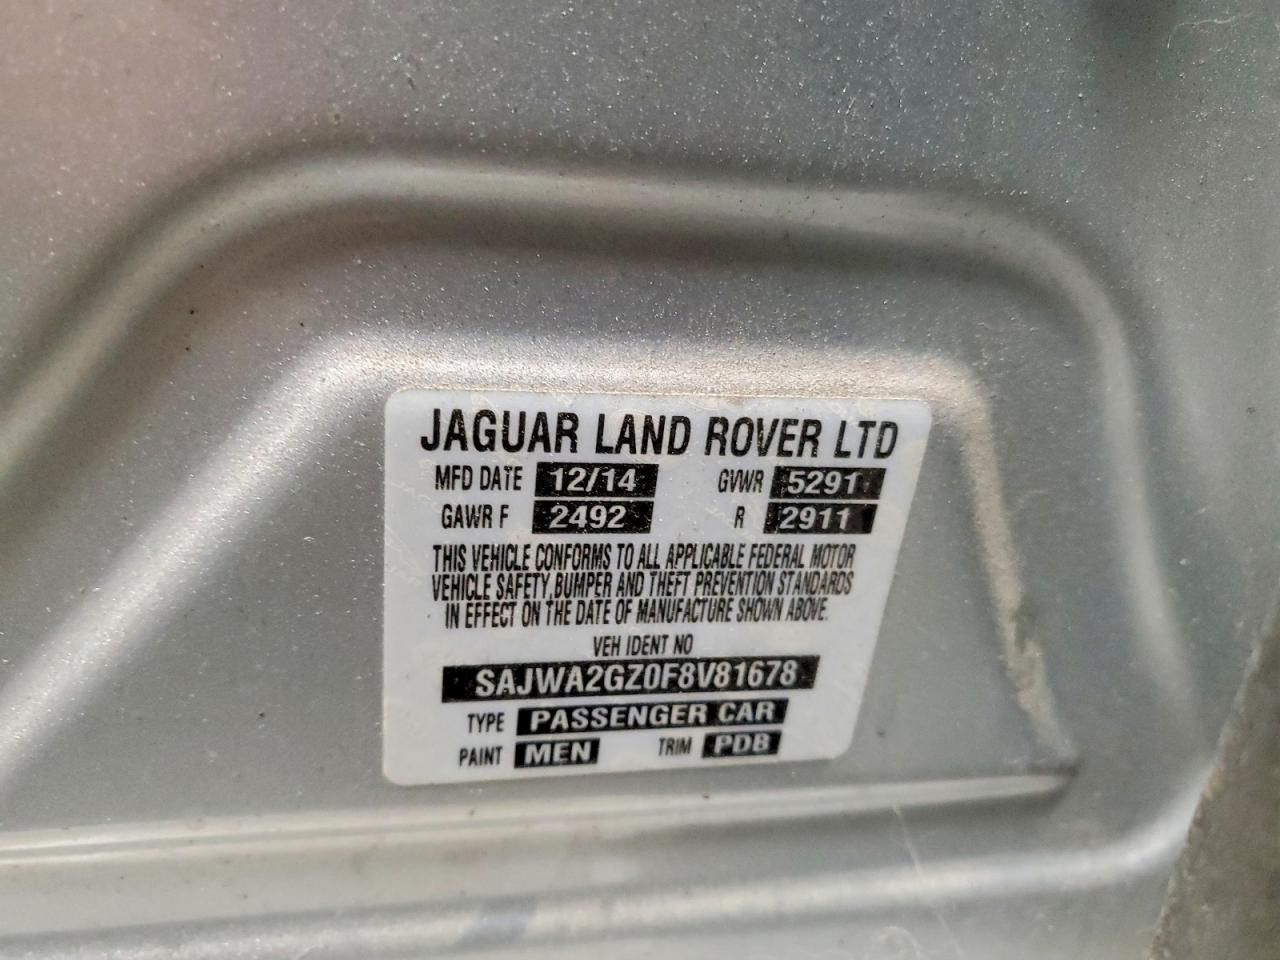 JAGUAR LAND ROVER LTD
MFD DATE 12/14 GVWR 5291
GAWR F 2492 R 2911
THIS VEHICLE CONFORMS TO ALL APPLICABLE FEDERAL MOTOR
VEHICLE SAFETY, BUMPER AND THEFT PREVENTION STANDARDS
IN EFFECT ON THE DATE OF MANUFACTURE SHOWN ABOVE.
VEH IDENT NO
SAJWA2GZ0F8V81678
TYPE PASSENGER CAR
PAINT MEN TRIM PDB